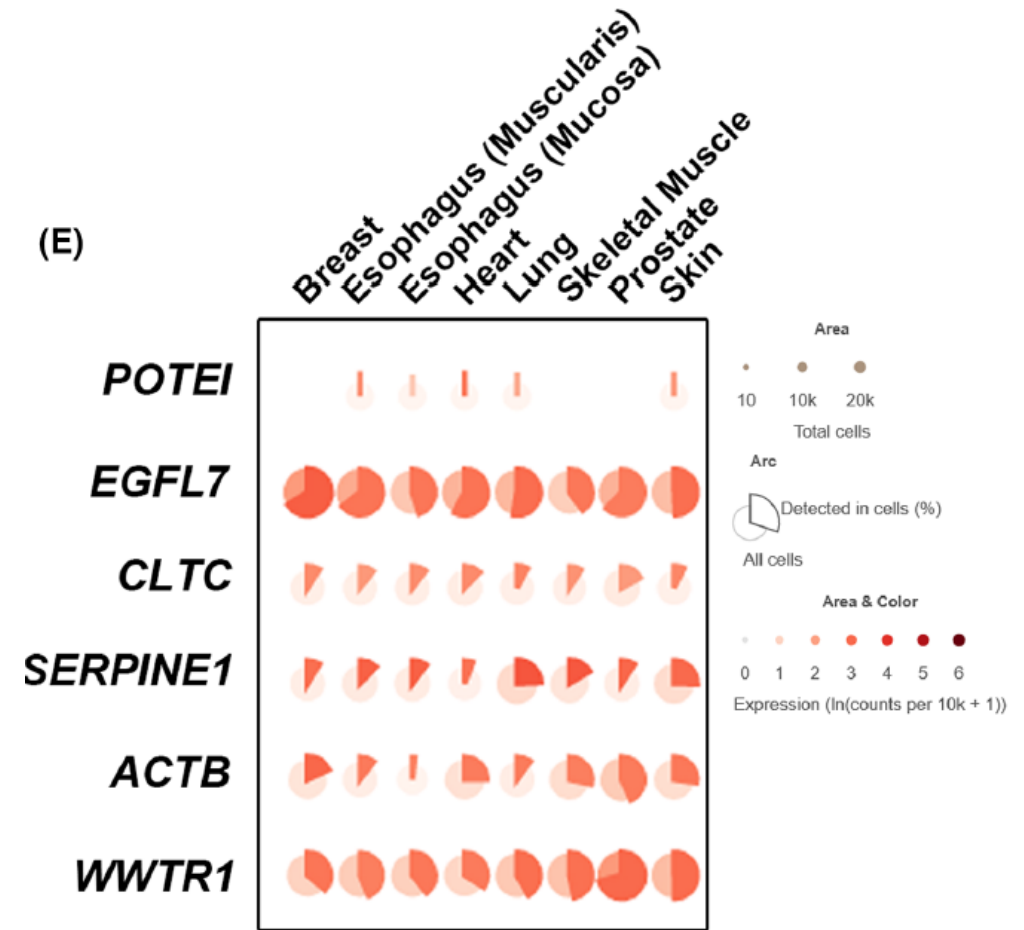 (E)
Breast
Esophagus (Muscularis)
Esophagus (Mucosa)
Heart
Lung
Skeletal Muscle
Prostate
Skin
POTEI
EGFL7
CLTC
SERPINE1
ACTB
WWTR1
Area
10 10k 20k
Total cells
Arc
Detected in cells (%)
All cells
Area & Color
0 1 2 3 4 5 6
Expression (ln(counts per 10k + 1))